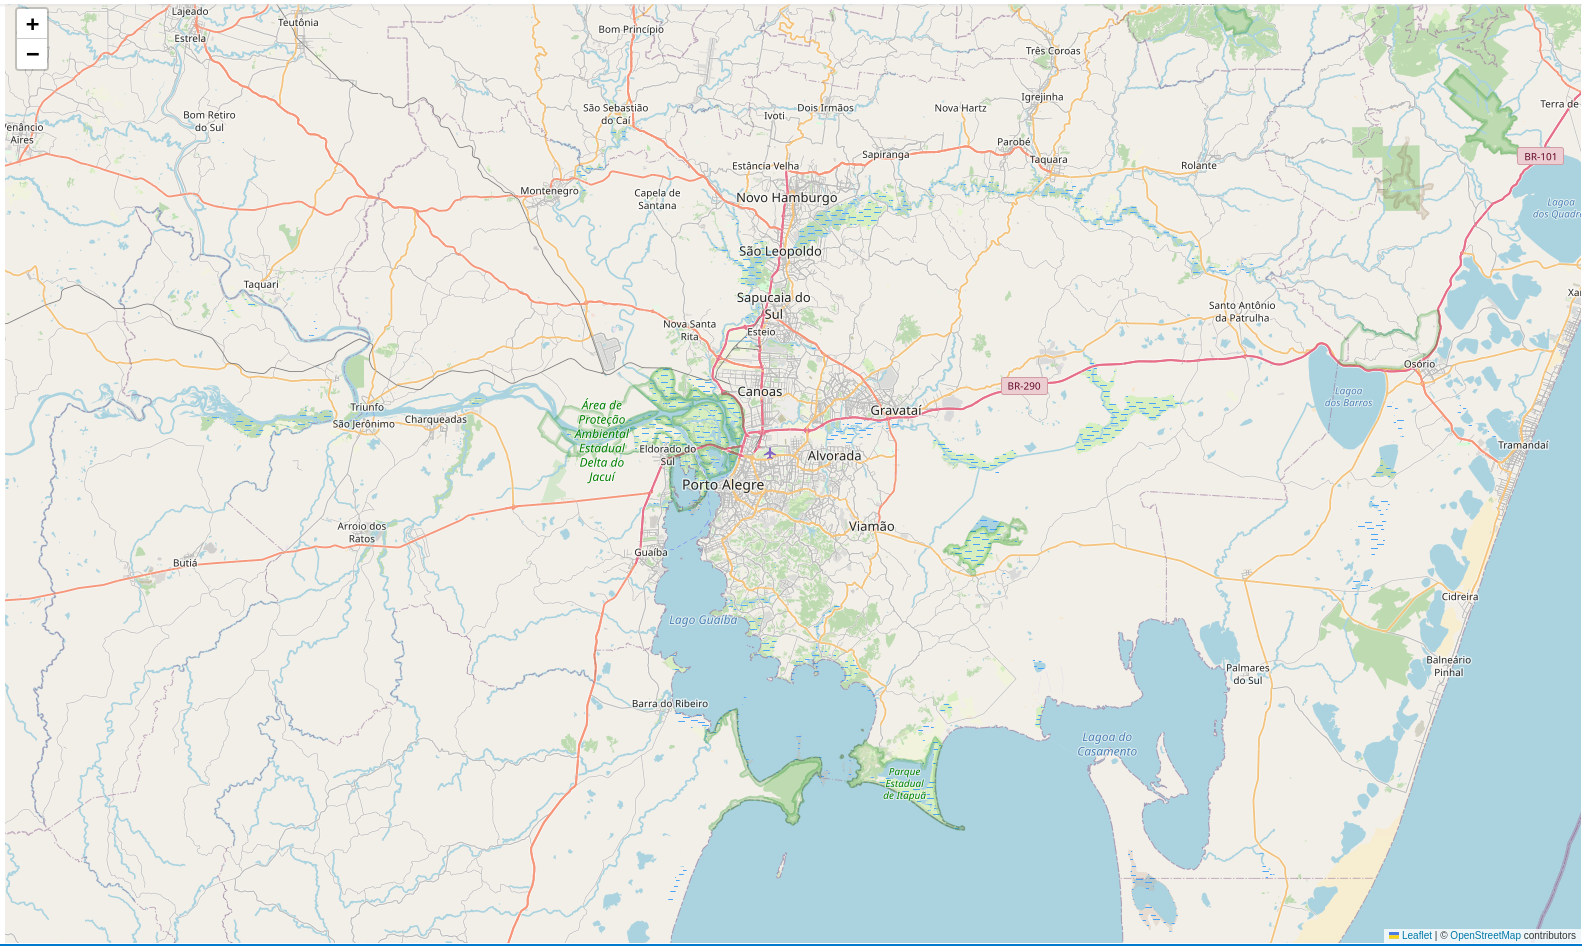 +
−
Lajeado
Estrela
Teutônia
Bom Princípio
Três Coroas
Igrejinha
Terra de
Bom Retiro
do Sul
São Sebastião
do Caí
Ivoti
Dois Irmãos
Nova Hartz
Venâncio
Aires
Parobé
Taquara
Estância Velha
Sapiranga
Rolante
BR-101
Montenegro
Capela de
Santana
Novo Hamburgo
Lagoa
dos Quadro
São Leopoldo
Taquari
Sapucaia do
Sul
Santo Antônio
da Patrulha
Xa
Nova Santa
Rita
Esteio
Osório
BR-290
Canoas
Lagoa
dos Barros
Triunfo
São Jerônimo
Charqueadas
Área de
Proteção
Ambiental
Estadual
Delta do
Jacuí
Gravataí
Eldorado do
Sul
Alvorada
Tramandaí
Porto Alegre
Arroio dos
Ratos
Viamão
Butiá
Guaíba
Cidreira
Lago Guaíba
Balneário
Pinhal
Palmares
do Sul
Barra do Ribeiro
Lagoa do
Casamento
Parque
Estadual
de Itapuã
Leaflet | © OpenStreetMap contributors